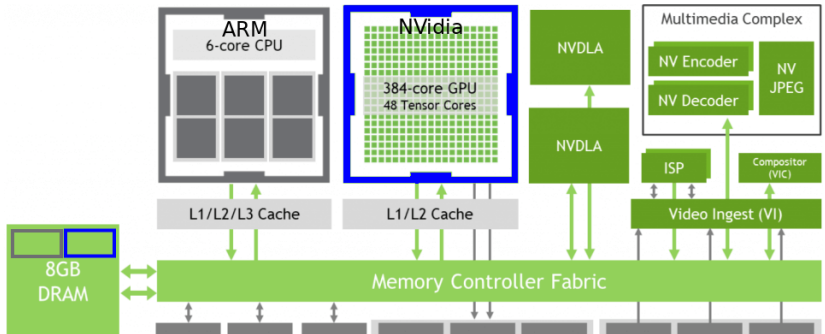 ARM
6-core CPU
NVidia
384-core GPU
48 Tensor Cores
NVDLA
NVDLA
Multimedia Complex
NV Encoder
NV Decoder
NV
JPEG
ISP
Compositor
(VIC)
L1/L2/L3 Cache
L1/L2 Cache
Video Ingest (VI)
8GB
DRAM
Memory Controller Fabric